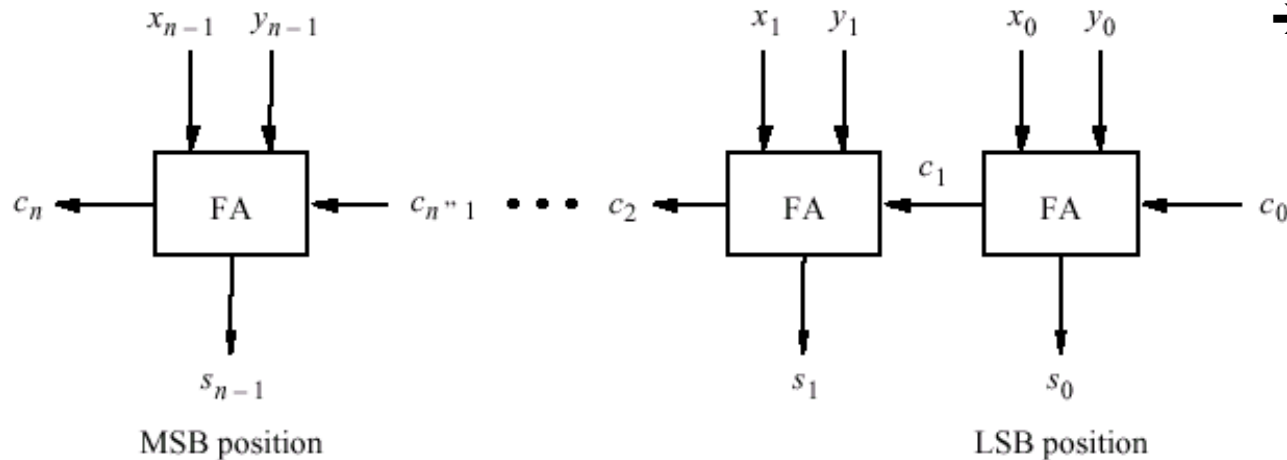 x_{n – 1} y_{n – 1} x_1 y_1 x_0 y_0
c_n FA c_{n ” 1} • • • c_2 FA c_1 FA c_0
s_{n – 1} s_1 s_0
MSB position LSB position